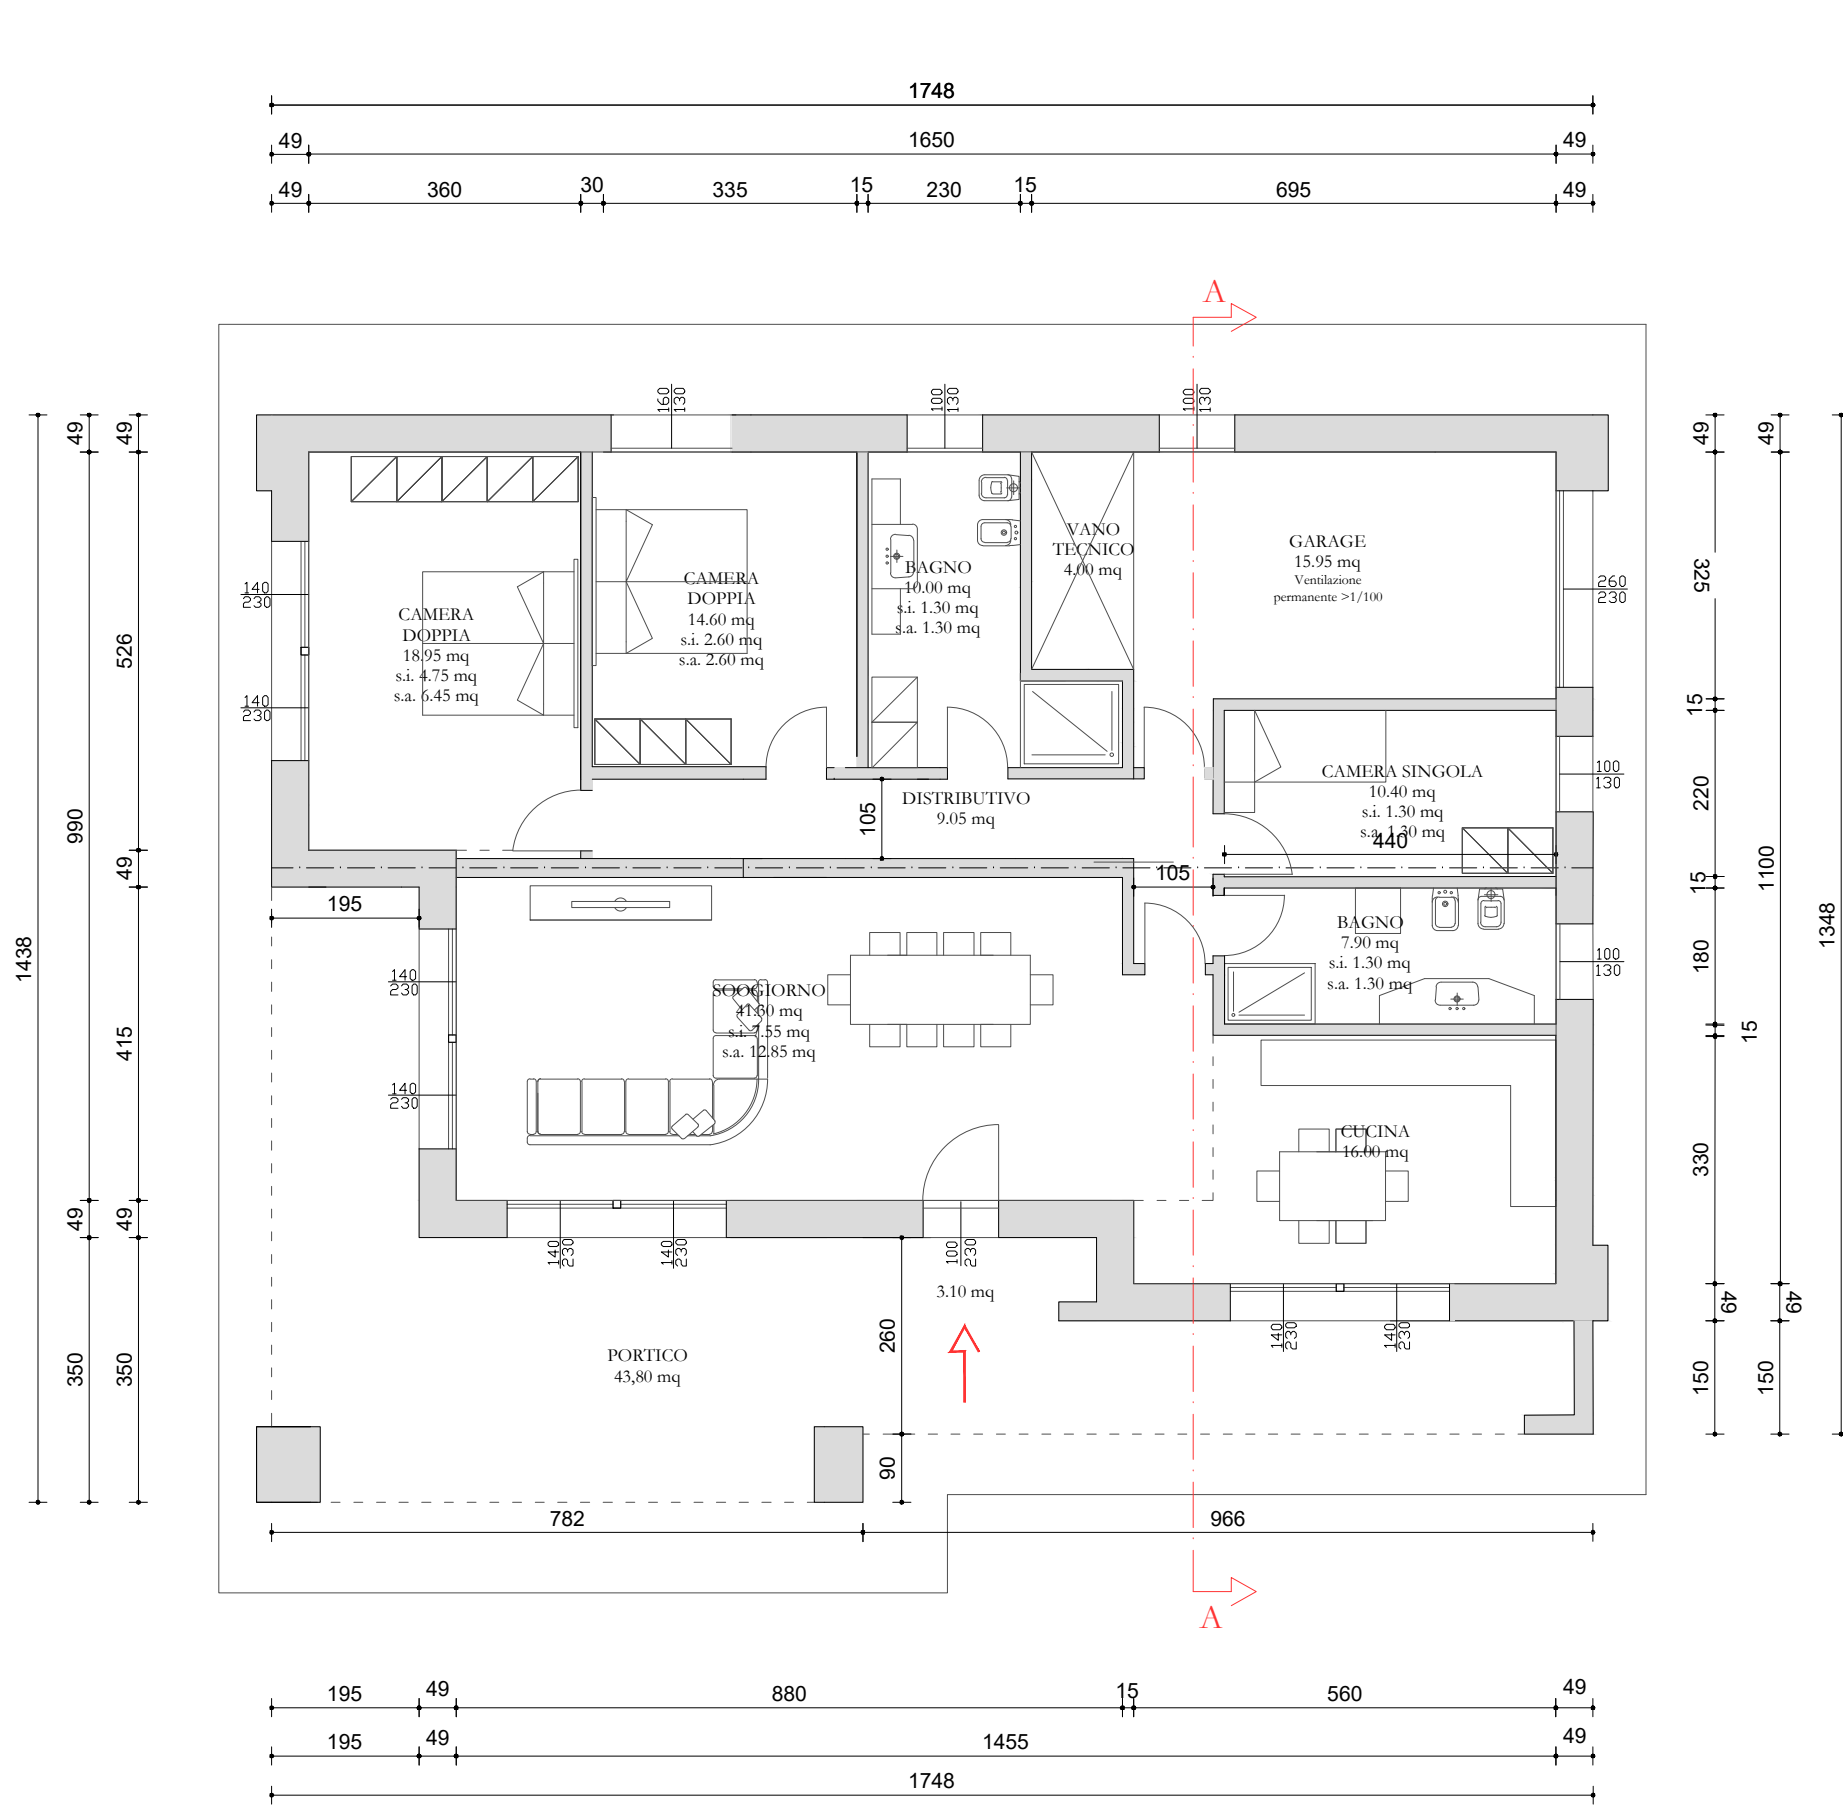 1748
49
1650
49
49
360
30
335
15
230
15
695
49
A
160
130
100
130
100
130
49
49
49
49
VANO
TECNICO
4.00 mq
GARAGE
15.95 mq
Ventilazione
permanente >1/100
BAGNO
10.00 mq
s.i. 1.30 mq
s.a. 1.30 mq
CAMERA
DOPPIA
14.60 mq
s.i. 2.60 mq
s.a. 2.60 mq
CAMERA
DOPPIA
18.95 mq
s.i. 4.75 mq
s.a. 6.45 mq
140
230
140
230
260
230
325
526
15
CAMERA SINGOLA
10.40 mq
s.i. 1.30 mq
s.a. 1.30 mq
440
100
130
220
DISTRIBUTIVO
9.05 mq
105
105
990
49
15
1100
195
BAGNO
7.90 mq
s.i. 1.30 mq
s.a. 1.30 mq
100
130
180
1438
1348
SOOGIORNO
41.30 mq
s.i. 7.55 mq
s.a. 12.85 mq
140
230
140
230
415
15
CUCINA
16.00 mq
330
49
49
140
230
140
230
100
230
3.10 mq
260
140
230
140
230
49
49
PORTICO
43,80 mq
350
350
150
150
90
782
966
A
195
49
880
15
560
49
195
49
1455
49
1748